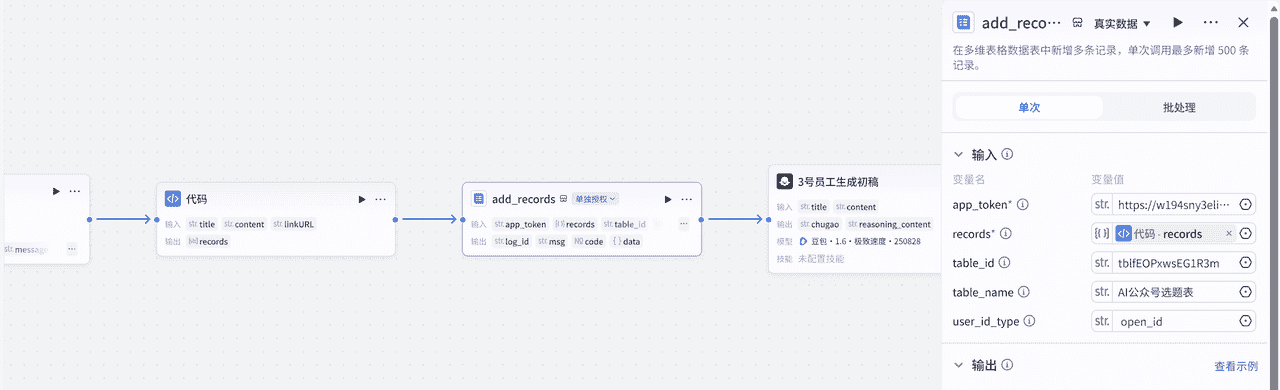 str. message
代码
输入 str. title str. content str. linkURL
输出 [str] records
add_records 单独授权
输入 str. app_token [{}] records str. table_id ...
输出 str. log_id str. msg NO code {} data
3号员工生成初稿
输入 str. title str. content
输出 str. chugao str. reasoning_content
模型 豆包・1.6・极致速度・250828
技能 未配置技能
add_reco... 真实数据
在多维表格数据表中新增多条记录，单次调用最多新增 500 条
记录。
单次 批处理
输入
变量名 变量值
app_token* str. https://w194sny3eli...
records* [{}] 代码 - records ×
table_id str.
table_name str. AI公众号选题表
user_id_type str. open_id
输出 查看示例